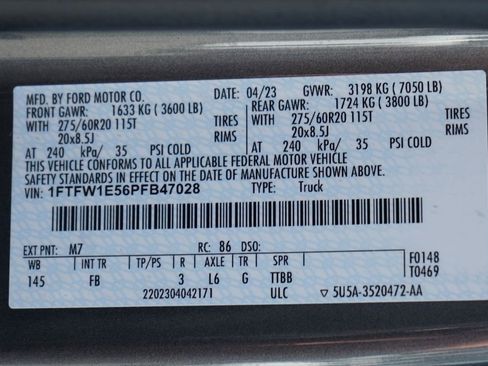 MFD. BY FORD MOTOR CO. DATE: 04/23 GVWR: 3198 KG ( 7050 LB)
FRONT GAWR: 1633 KG ( 3600 LB) REAR GAWR: 1724 KG ( 3800 LB)
WITH 275/60R20 115T TIRES WITH 275/60R20 115T TIRES
20x8.5J RIMS 20x8.5J RIMS
AT 240 kPa/ 35 PSI COLD AT 240 kPa/ 35 PSI COLD
THIS VEHICLE CONFORMS TO ALL APPLICABLE FEDERAL MOTOR VEHICLE
SAFETY STANDARDS IN EFFECT ON THE DATE OF MANUFACTURE SHOWN ABOVE.
VIN: 1FTFW1E56PFB47028 TYPE: Truck
EXT PNT: M7 RC: 86 DSO:
WB INT TR TP/PS R AXLE TR SPR F0148
145 FB 3 L6 G TTBB T0469
2202304042171 ULC ▽ 5U5A-3520472-AA